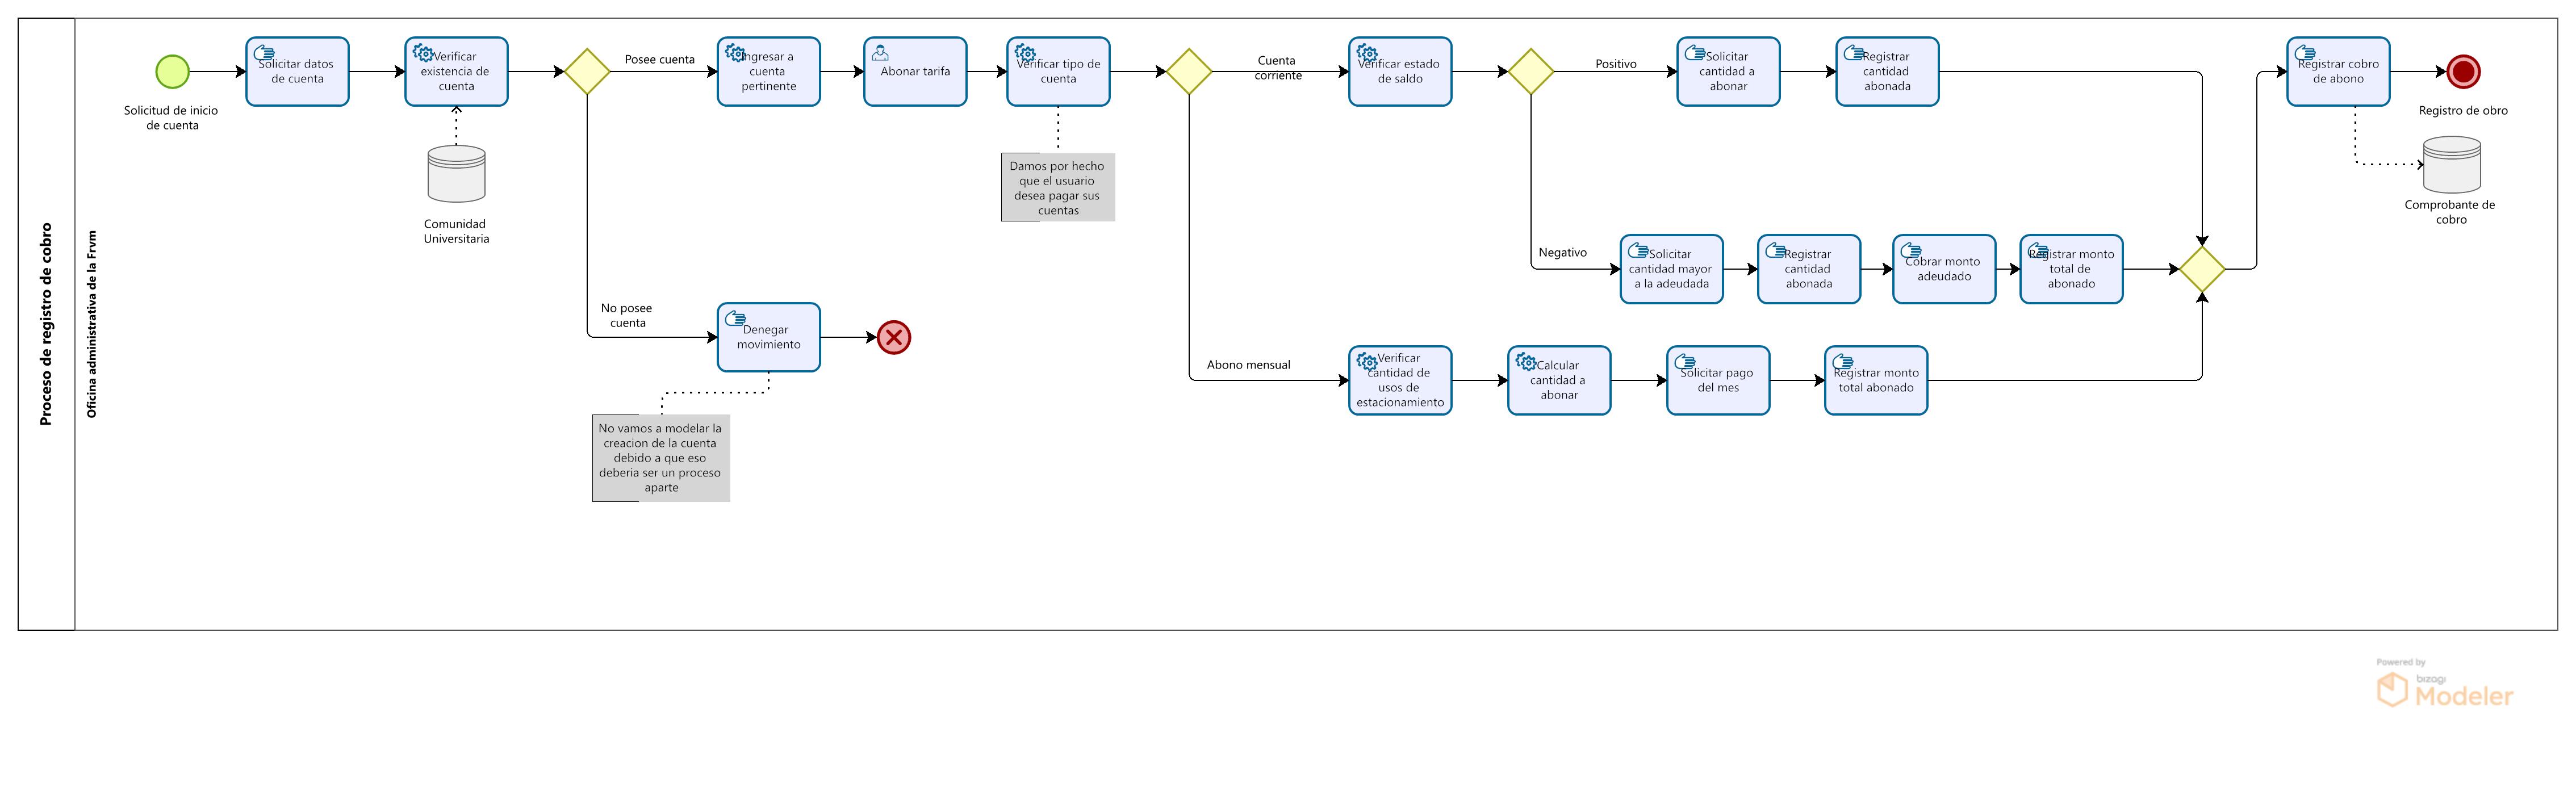 Proceso de registro de cobro
Oficina administrativa de la Frvm
Solicitud de inicio
de cuenta
Solicitar datos
de cuenta
Verificar
existencia de
cuenta
Comunidad
Universitaria
Posee cuenta
No posee
cuenta
Ingresar a
cuenta
pertinente
Abonar tarifa
Verificar tipo de
cuenta
Damos por hecho
que el usuario
desea pagar sus
cuentas
Denegar
movimiento
No vamos a modelar la
creacion de la cuenta
debido a que eso
deberia ser un proceso
aparte
Cuenta
corriente
Verificar estado
de saldo
Positivo
Solicitar
cantidad a
abonar
Registrar
cantidad
abonada
Negativo
Solicitar
cantidad mayor
a la adeudada
Registrar
cantidad
abonada
Cobrar monto
adeudado
Registrar monto
total de
abonado
Abono mensual
Verificar
cantidad de
usos de
estacionamiento
Calcular
cantidad a
abonar
Solicitar pago
del mes
Registrar monto
total abonado
Registrar cobro
de abono
Registro de obro
Comprobante de
cobro
Powered by
bizagi
Modeler